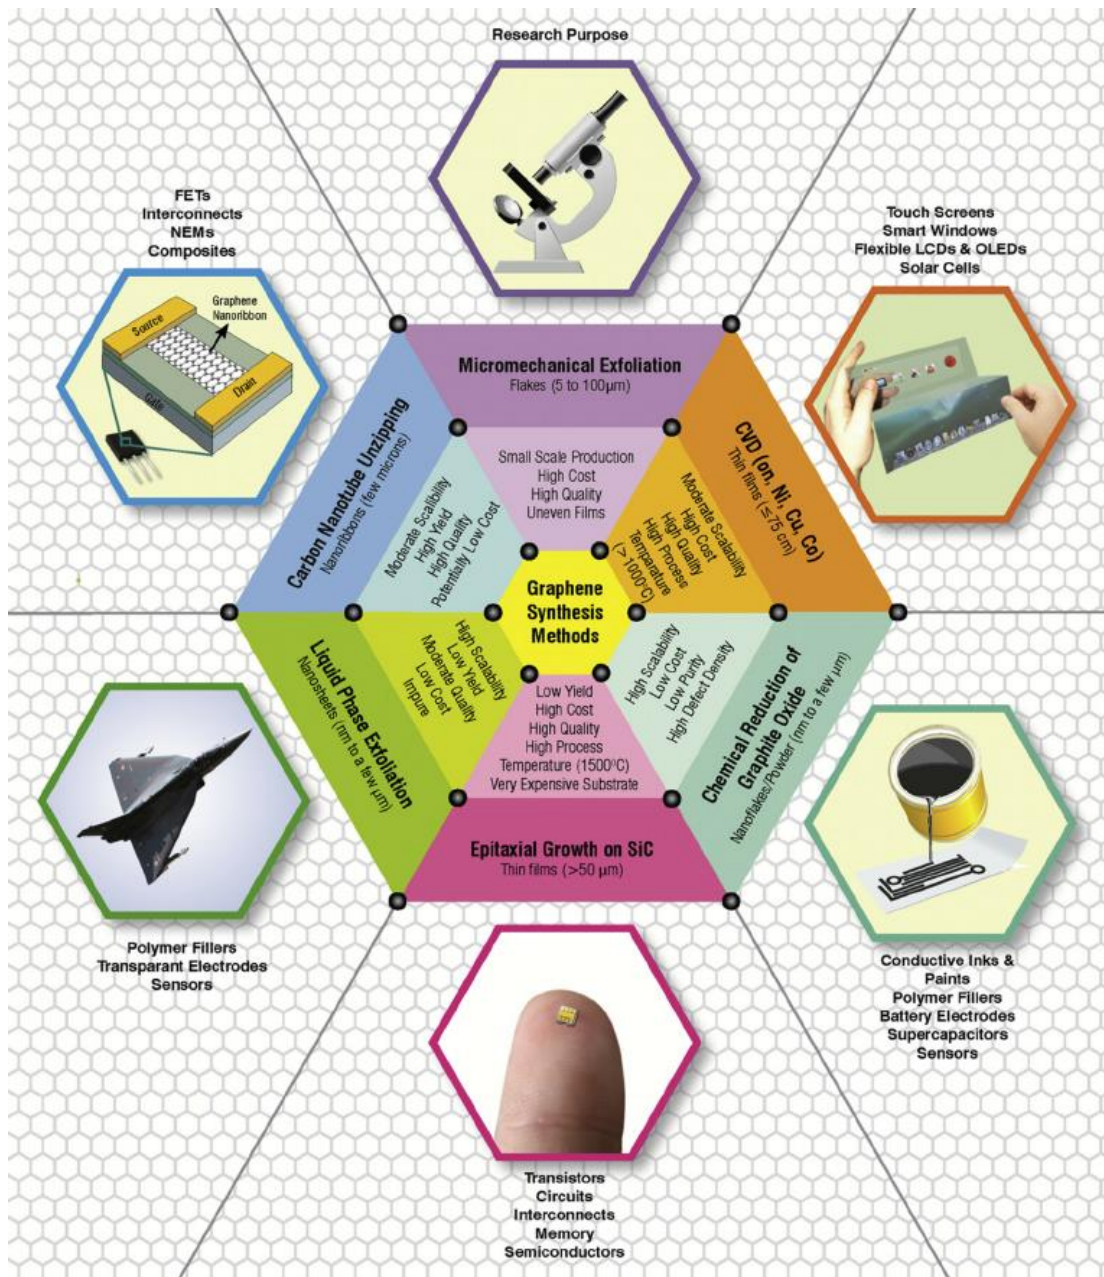 Research Purpose
FETs
Interconnects
NEMs
Composites
Touch Screens
Smart Windows
Flexible LCDs & OLEDs
Solar Cells
Graphene
Nanoribbon
Source
Drain
Gate
Micromechanical Exfoliation
Flakes (5 to 100µm)
Small Scale Production
High Cost
High Quality
Uneven Films
Carbon Nanotube Unzipping
Nanoribbons (few microns)
Moderate Scalibility
High Yield
High Quality
Potentially Low Cost
CVD (on, Ni, Cu, Co)
Thin films (≤75 cm)
Moderate Scalability
High Cost
High Quality
High Process
Temperature
(>1000°C)
Graphene
Synthesis
Methods
Liquid Phase Exfoliation
Nanosheets (nm to a few µm)
High Scalability
Low Yield
Moderate Quality
Low Cost
Impure
High Scalability
Low Cost
Low Purity
High Defect Density
Chemical Reduction of
Graphite Oxide
Nanoflakes/Powder (nm to a few µm)
Low Yield
High Cost
High Quality
High Process
Temperature (1500°C)
Very Expensive Substrate
Epitaxial Growth on SiC
Thin films (>50 µm)
Polymer Fillers
Transparant Electrodes
Sensors
Conductive Inks &
Paints
Polymer Fillers
Battery Electrodes
Supercapacitors
Sensors
Transistors
Circuits
Interconnects
Memory
Semiconductors